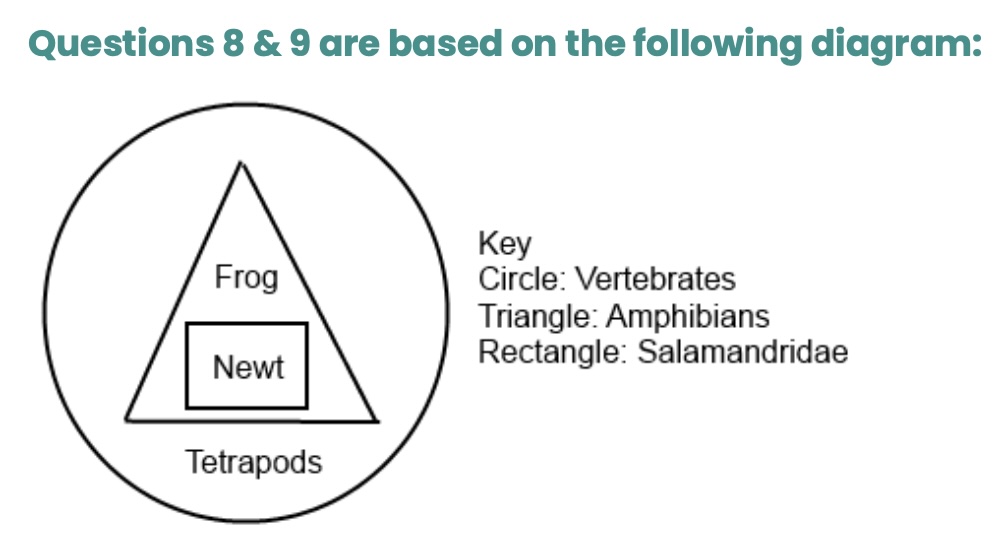 Questions 8 & 9 are based on the following diagram:
Frog
Newt
Tetrapods
Key
Circle: Vertebrates
Triangle: Amphibians
Rectangle: Salamandridae